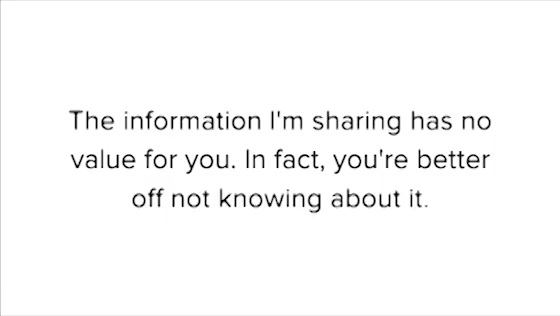 The information I'm sharing has no
value for you. In fact, you're better
off not knowing about it.